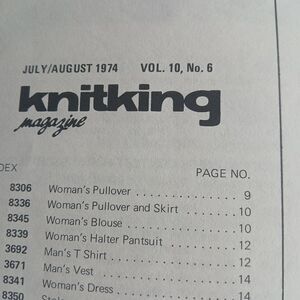 JULY/AUGUST 1974 VOL. 10, No. 6
knitking
magazine
DEX PAGE NO.
8306 Woman's Pullover . . . . . . . . . . . . . 9
8336 Woman's Pullover and Skirt . . . . . . 10
8345 Woman's Blouse . . . . . . . . . . . . . . 10
8339 Woman's Halter Pantsuit . . . . . . . . 12
3692 Man's T Shirt . . . . . . . . . . . . . . . . 12
3671 Man's Vest . . . . . . . . . . . . . . . . . . 14
8341 Woman's Dress . . . . . . . . . . . . . . . 14
8350